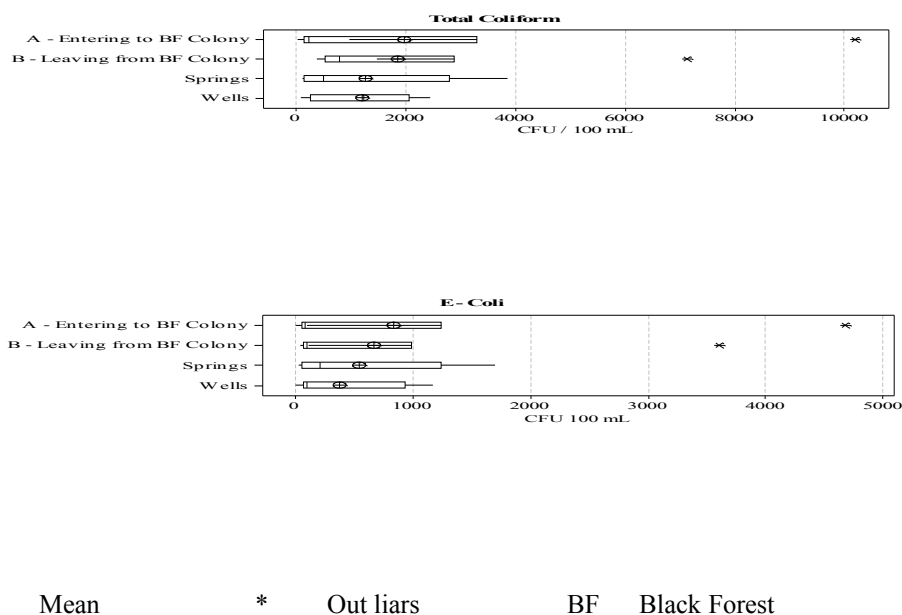 Total Coliform
A - Entering to BF Colony
B - Leaving from BF Colony
Springs
Wells
0 2000 4000 6000 8000 10000
CFU / 100 mL
E- Coli
A - Entering to BF Colony
B - Leaving from BF Colony
Springs
Wells
0 1000 2000 3000 4000 5000
CFU 100 mL
Mean * Out liars BF Black Forest